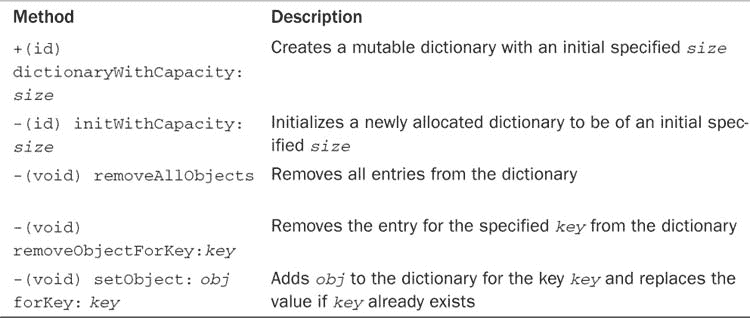 Method Description
+(id) Creates a mutable dictionary with an initial specified size
dictionaryWithCapacity:
size
-(id) initWithCapacity: Initializes a newly allocated dictionary to be of an initial spec-
size ified size
-(void) removeAllObjects Removes all entries from the dictionary
-(void) Removes the entry for the specified key from the dictionary
removeObjectForKey:key
-(void) setObject: obj Adds obj to the dictionary for the key key and replaces the
forKey: key value if key already exists